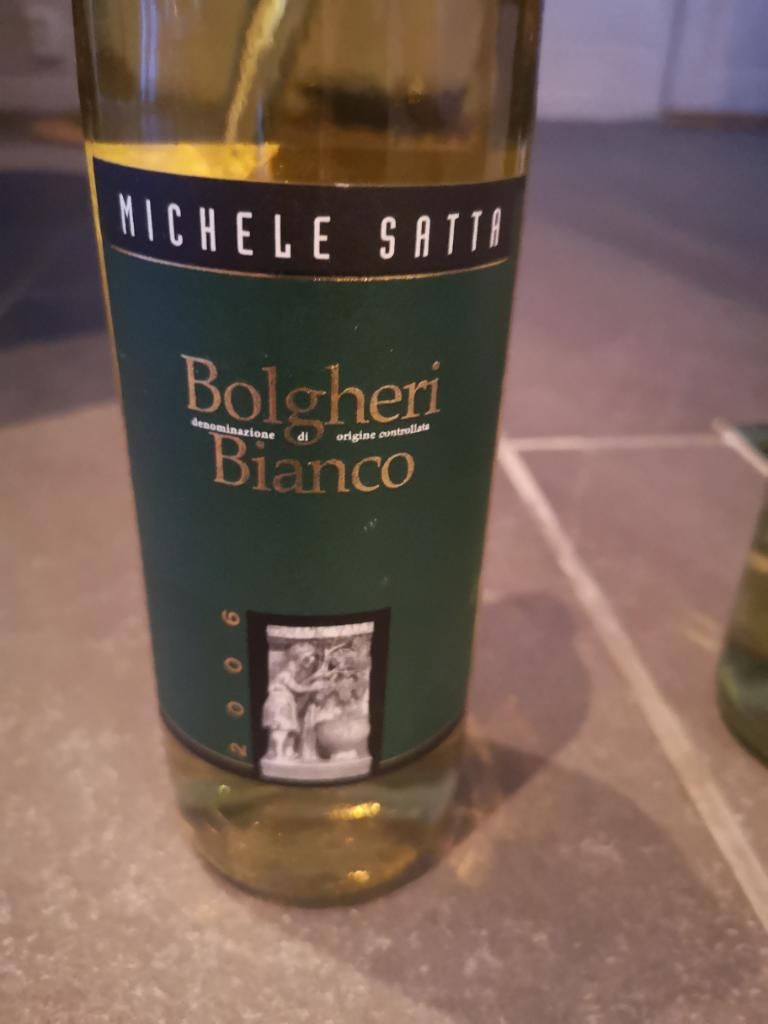 MICHELE SATTA
Bolgheri
denominazione di origine controllata
Bianco
2006